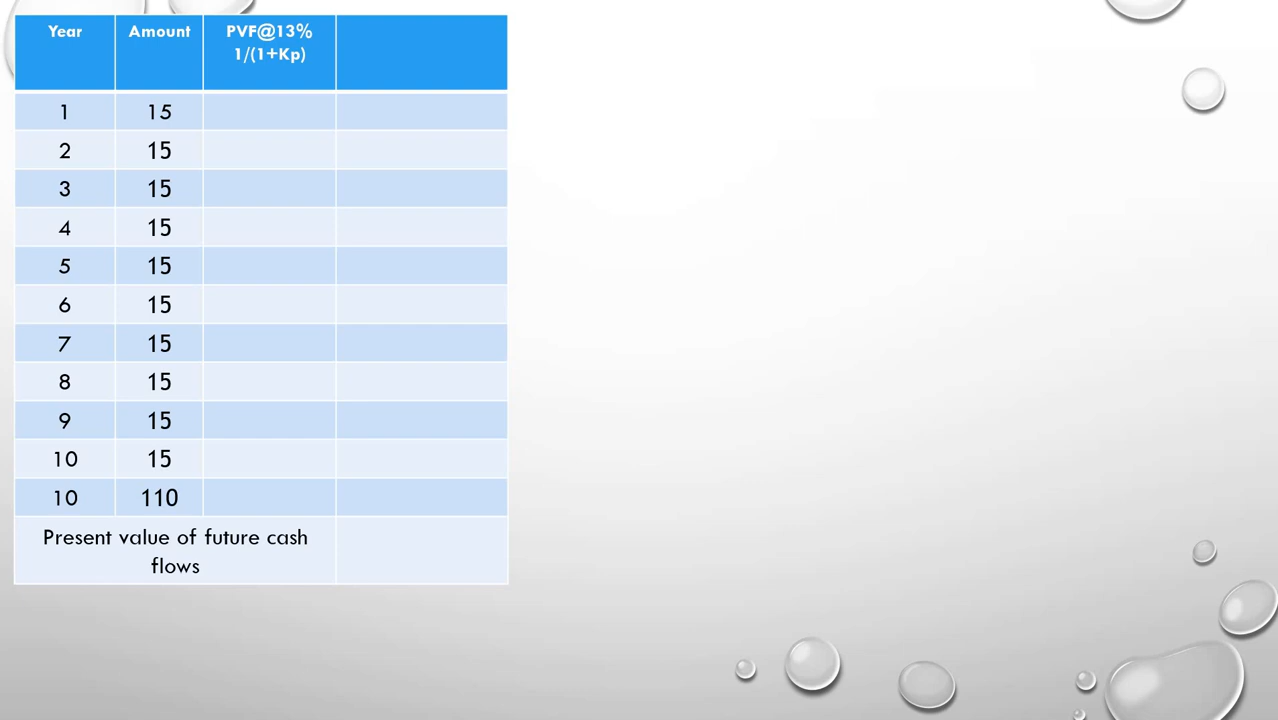 Year Amount PVF@13%
1/(1+Kp)
1 15
2 15
3 15
4 15
5 15
6 15
7 15
8 15
9 15
10 15
10 110
Present value of future cash
flows